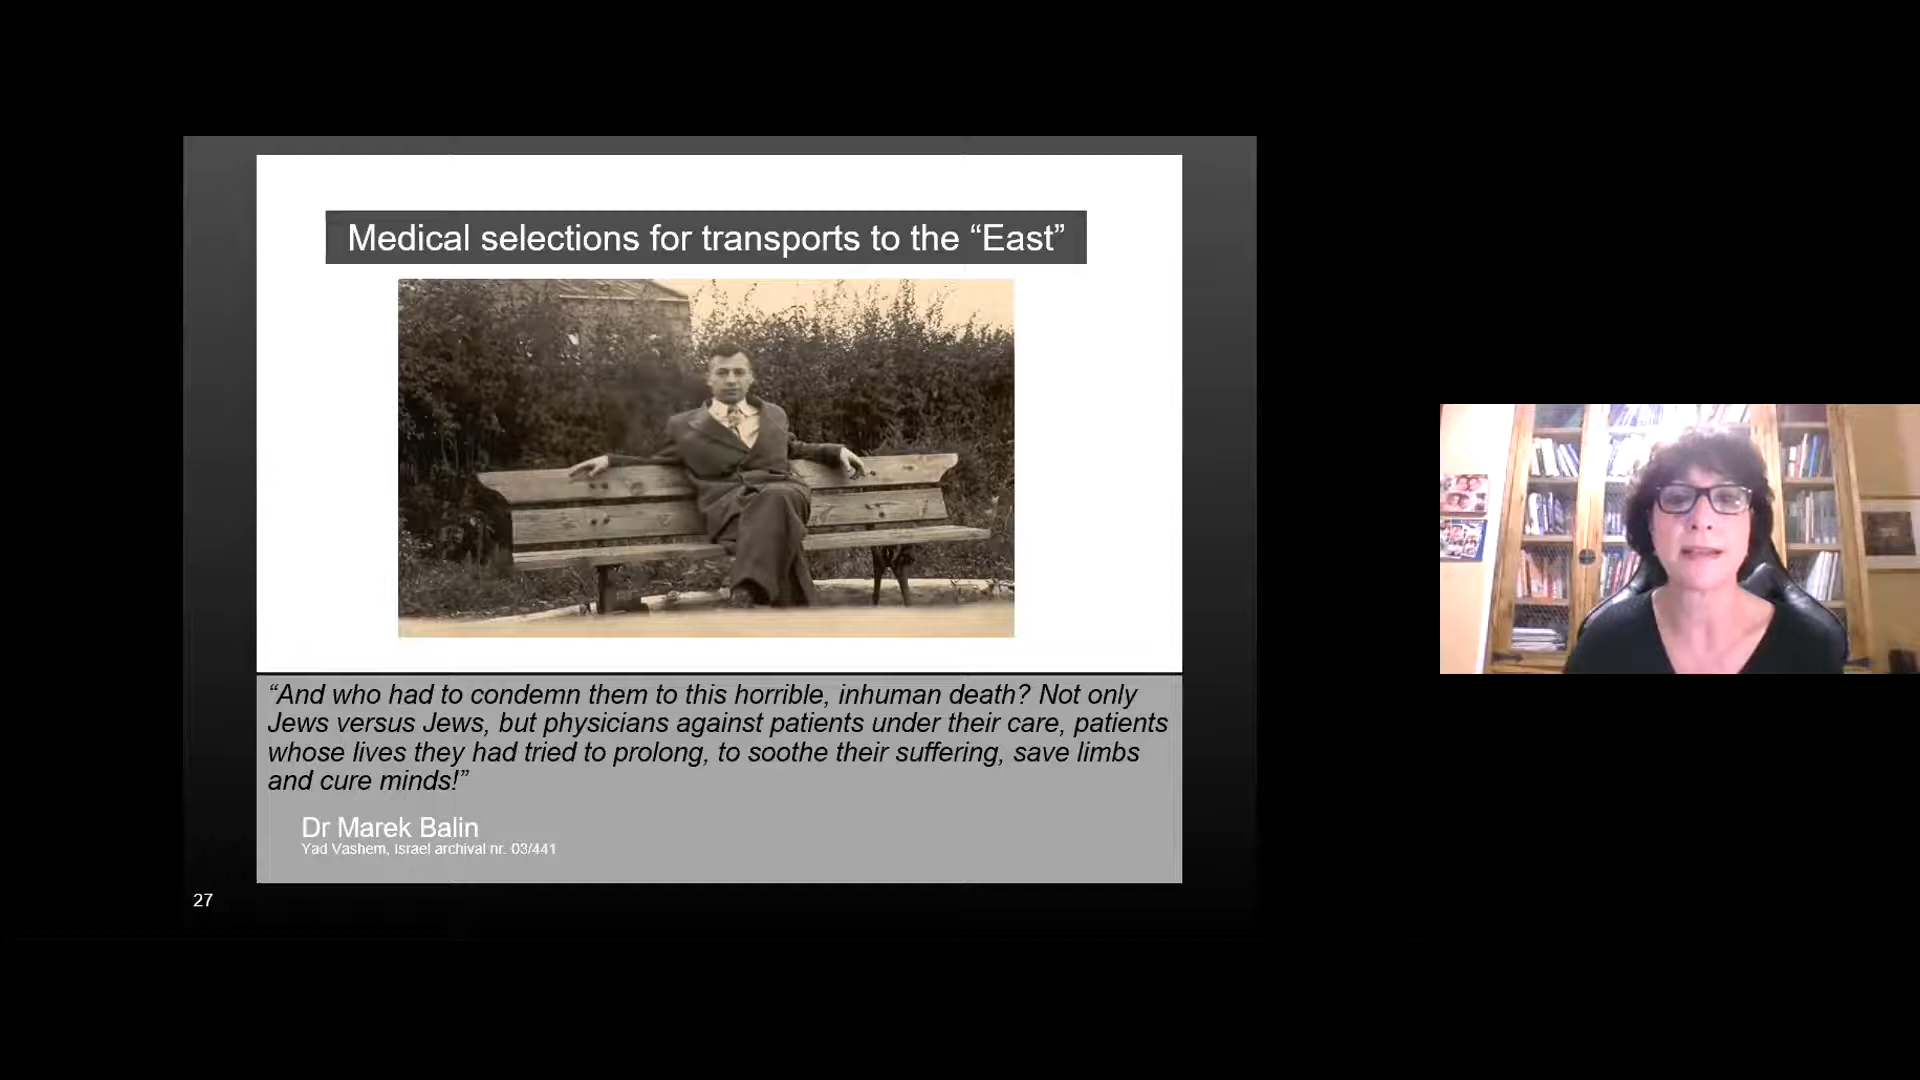 Medical selections for transports to the “East”
“And who had to condemn them to this horrible, inhuman death? Not only
Jews versus Jews, but physicians against patients under their care, patients
whose lives they had tried to prolong, to soothe their suffering, save limbs
and cure minds!”
Dr Marek Balin
Yad Vashem, Israel archival nr. 03/441
27